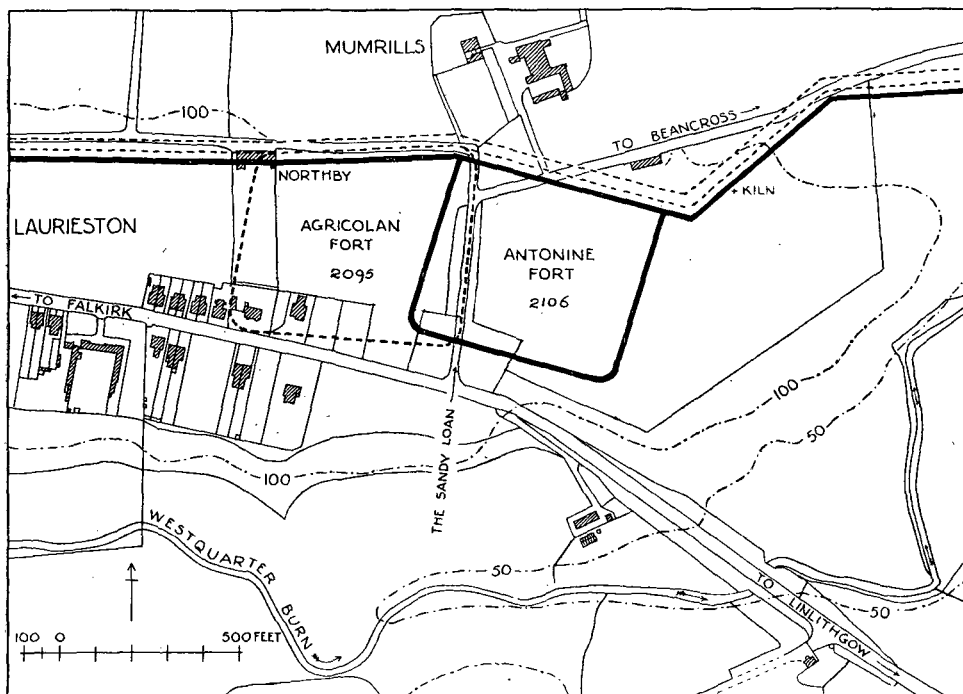 MUMRILLS
100
TO BEANCROSS
NORTHBY
KILN
LAURIESTON
AGRICOLAN
FORT
2095
ANTONINE
FORT
2106
TO FALKIRK
100
50
THE SANDY LOAN
100
WESTQUARTER
BURN
50
TO LINLITHGOW
50
100 0 500 FEET